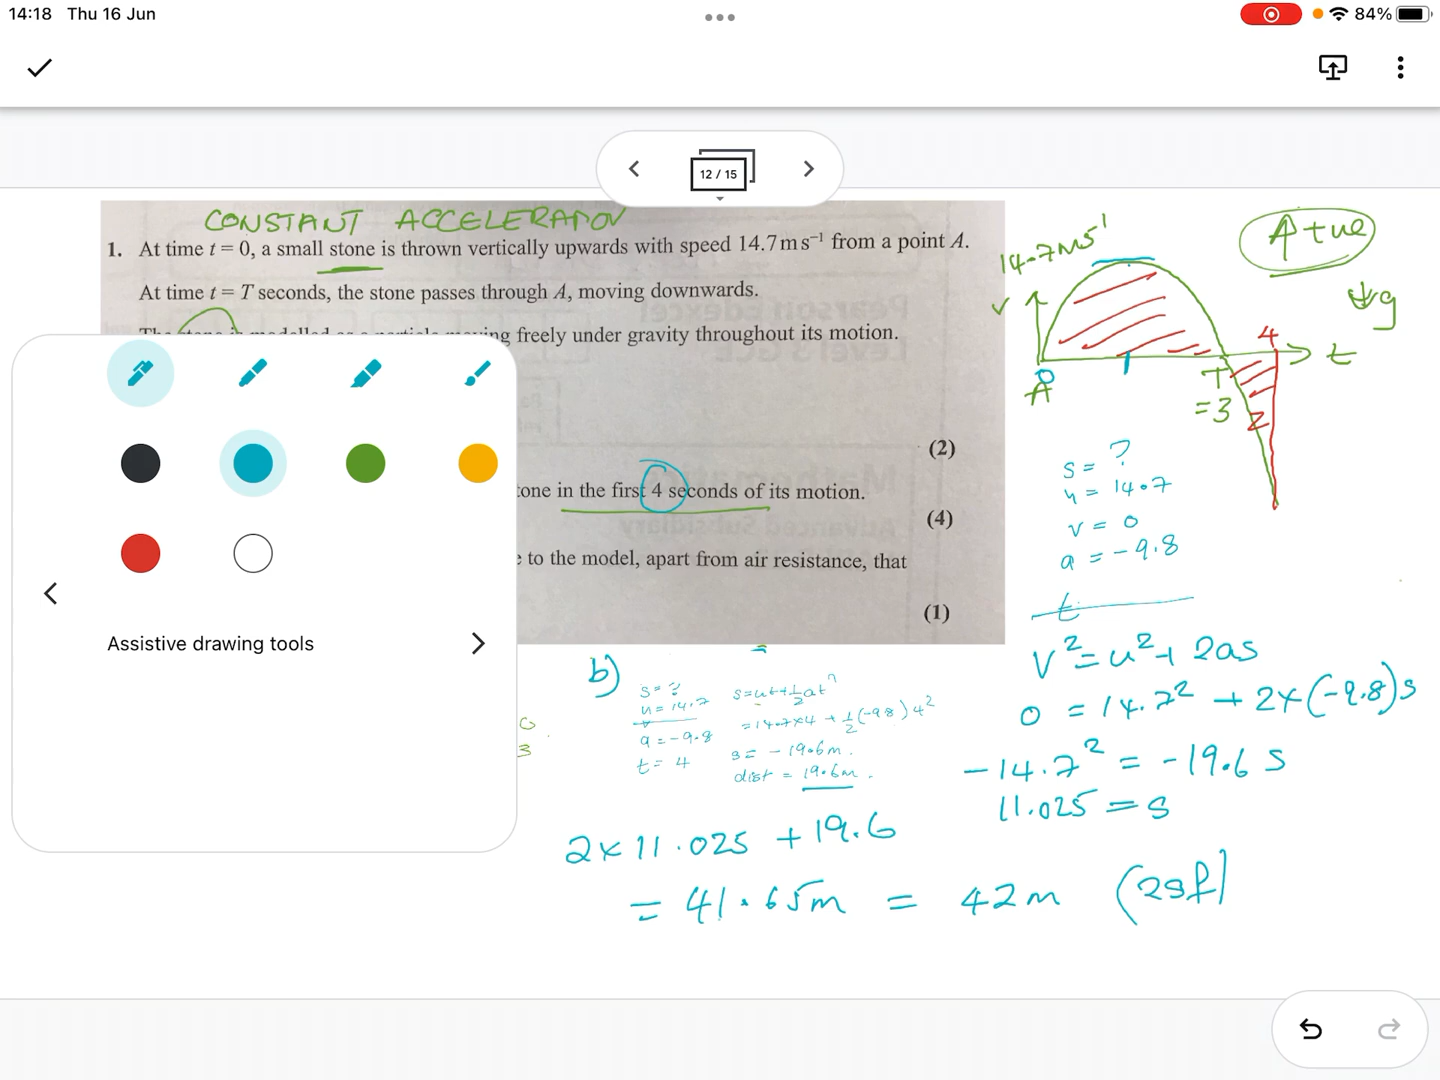 14:18 Thu 16 Jun
84%
12 / 15
CONSTANT ACCELERATION
1. At time t = 0, a small stone is thrown vertically upwards with speed 14.7 m s⁻¹ from a point A.
At time t = T seconds, the stone passes through A, moving downwards.
ng freely under gravity throughout its motion.
(2)
tone in the first 4 seconds of its motion.
(4)
e to the model, apart from air resistance, that
(1)
Assistive drawing tools
14.7ms⁻¹
A +ve
g
v
t
4
O
A
T
= 3
s = ?
u = 14.7
v = 0
a = -9.8
t
v² = u² + 2as
0 = 14.7² + 2x(-9.8)s
-14.7² = -19.6 s
11.025 = s
b)
s = ?
u = 14.7
v
a = -9.8
t = 4
s = ut + ½at²
= 14.7x4 + ½(-9.8)4²
s = -19.6m.
dist = 19.6m.
2x11.025 + 19.6
= 41.65m = 42m (2sf)